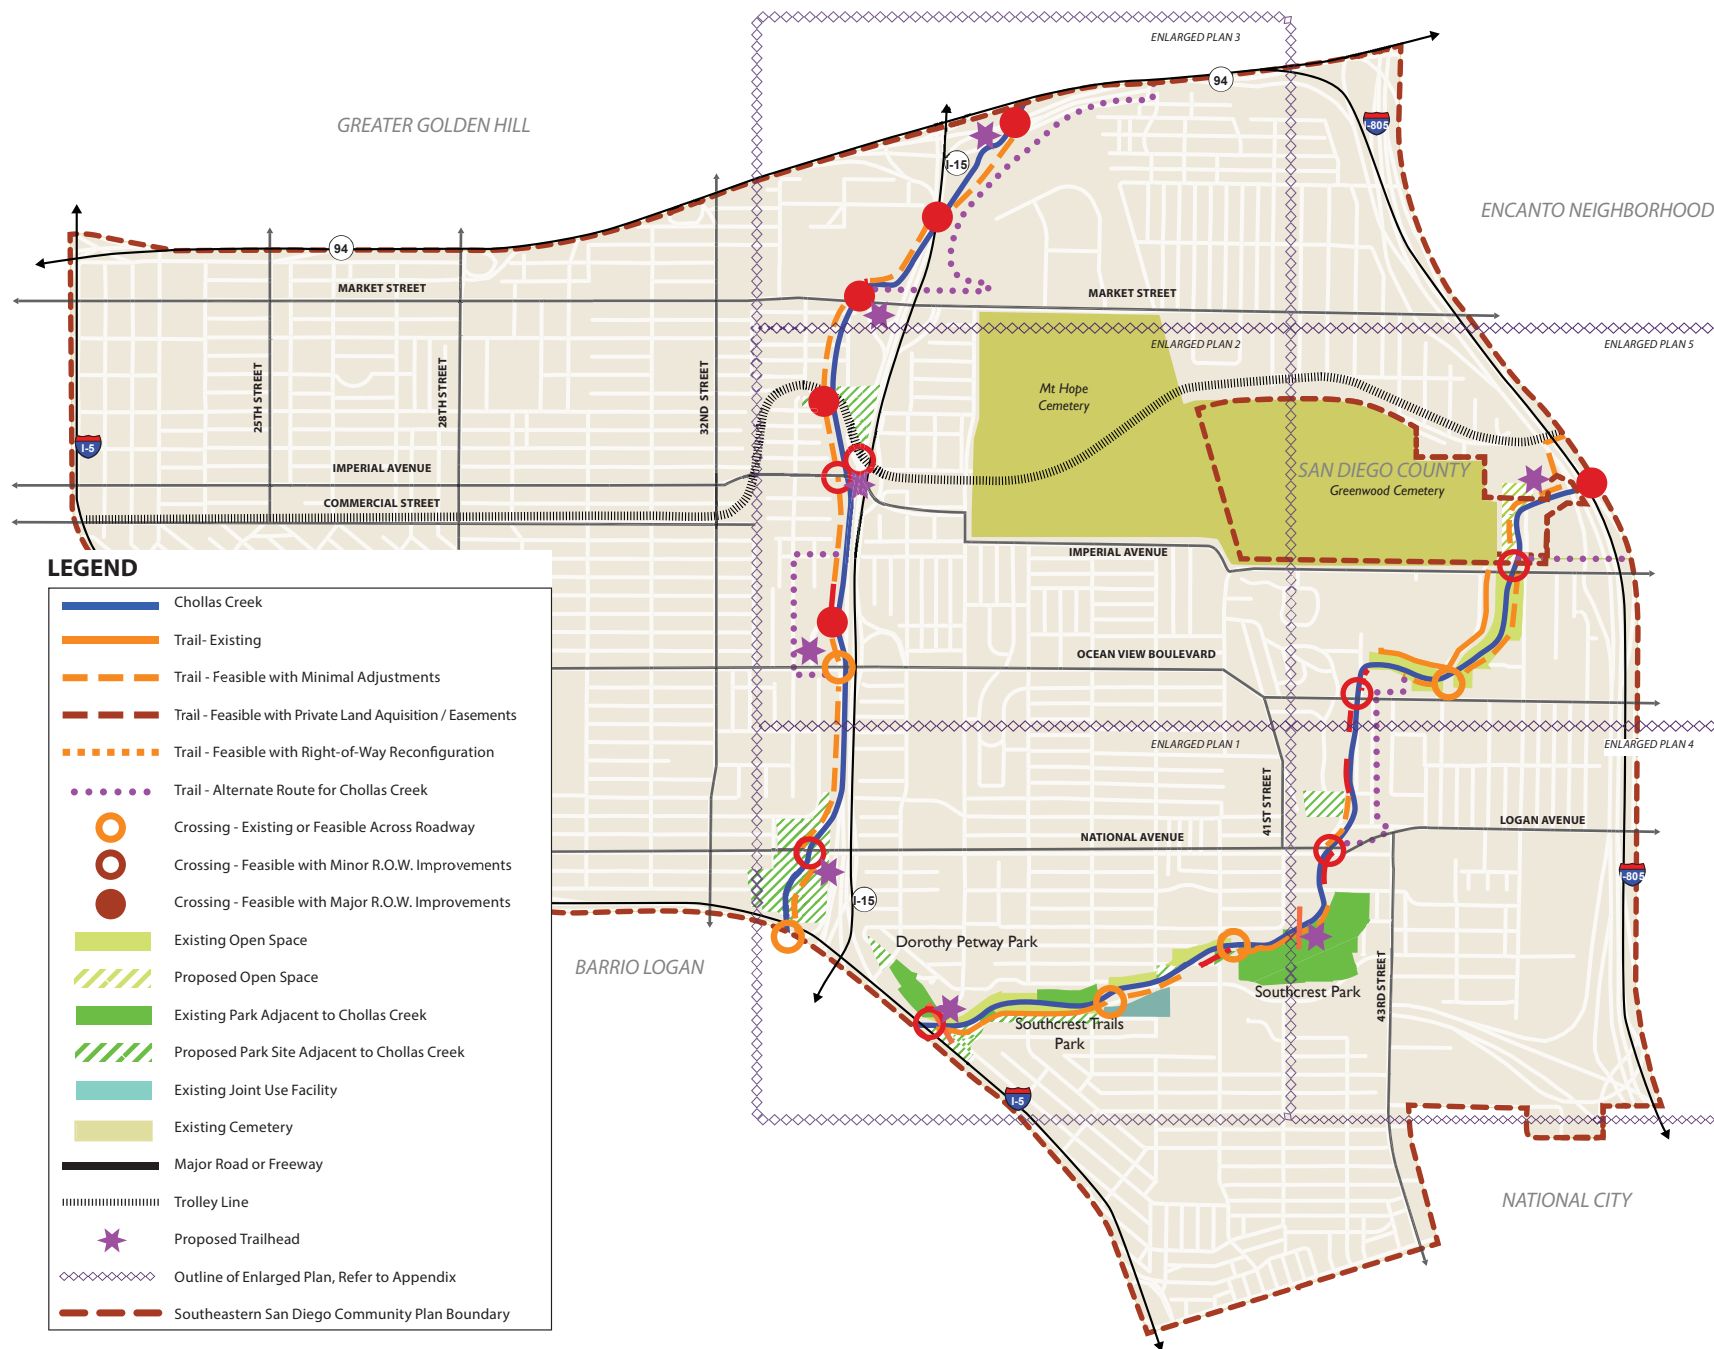 ENLARGED PLAN 3
94
GREATER GOLDEN HILL
I-805
I-15
ENCANTO NEIGHBORHOOD
94
MARKET STREET
MARKET STREET
ENLARGED PLAN 2
ENLARGED PLAN 5
25TH STREET
28TH STREET
32ND STREET
Mt Hope
Cemetery
I-5
IMPERIAL AVENUE
COMMERCIAL STREET
SAN DIEGO COUNTY
Greenwood Cemetery
IMPERIAL AVENUE
OCEAN VIEW BOULEVARD
ENLARGED PLAN 1
ENLARGED PLAN 4
41ST STREET
NATIONAL AVENUE
LOGAN AVENUE
I-805
I-15
Dorothy Petway Park
BARRIO LOGAN
Southcrest Park
43RD STREET
Southcrest Trails
Park
I-5
NATIONAL CITY
LEGEND
Chollas Creek
Trail- Existing
Trail - Feasible with Minimal Adjustments
Trail - Feasible with Private Land Aquisition / Easements
Trail - Feasible with Right-of-Way Reconfiguration
Trail - Alternate Route for Chollas Creek
Crossing - Existing or Feasible Across Roadway
Crossing - Feasible with Minor R.O.W. Improvements
Crossing - Feasible with Major R.O.W. Improvements
Existing Open Space
Proposed Open Space
Existing Park Adjacent to Chollas Creek
Proposed Park Site Adjacent to Chollas Creek
Existing Joint Use Facility
Existing Cemetery
Major Road or Freeway
Trolley Line
Proposed Trailhead
Outline of Enlarged Plan, Refer to Appendix
Southeastern San Diego Community Plan Boundary